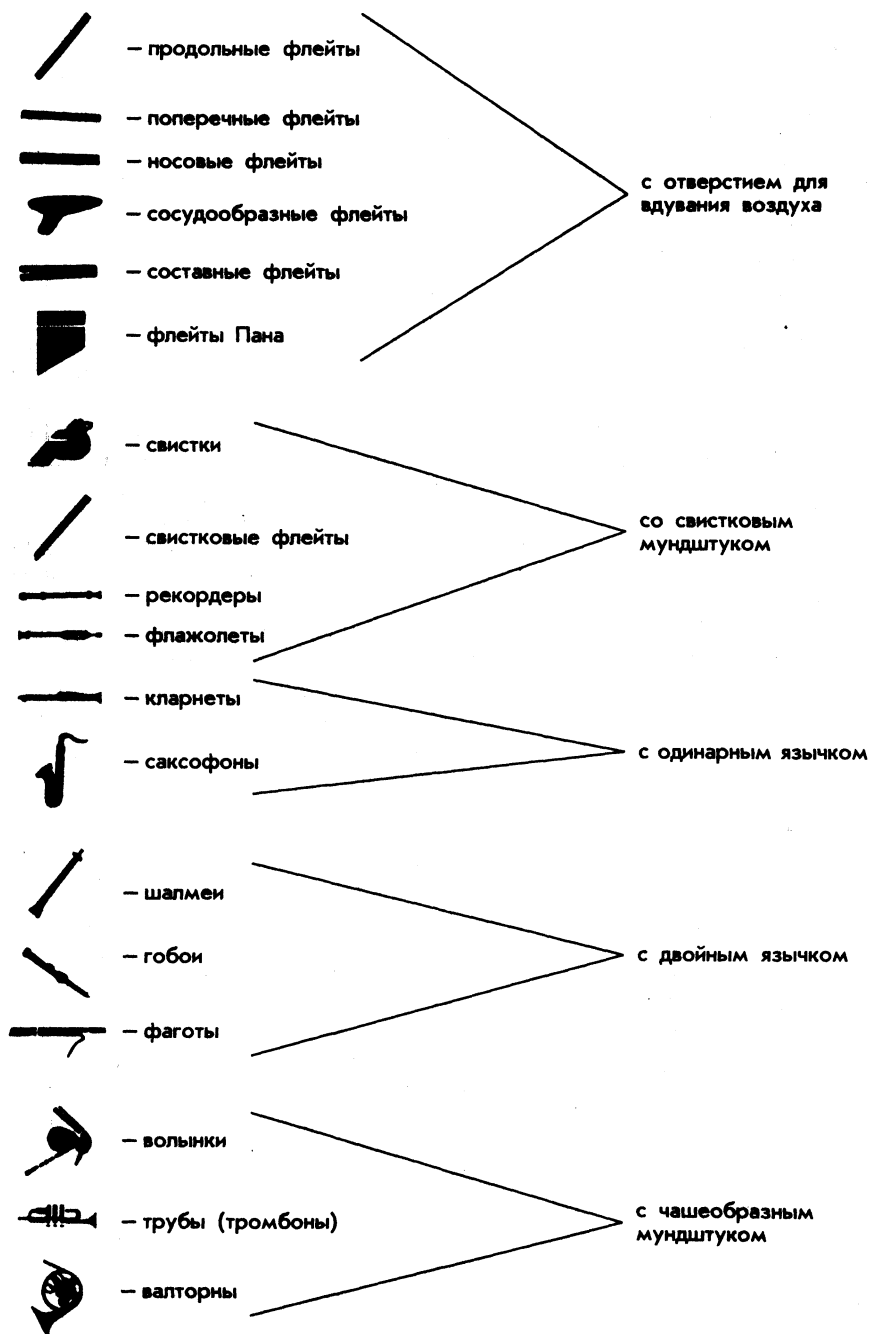 – продольные флейты
– поперечные флейты
– носовые флейты
– сосудообразные флейты
– составные флейты
– флейты Пана
с отверстием для
вдувания воздуха
– свистки
– свистковые флейты
– рекордеры
– флажолеты
со свистковым
мундштуком
– кларнеты
– саксофоны
с одинарным язычком
– шалмеи
– гобои
– фаготы
с двойным язычком
– волынки
– трубы (тромбоны)
– валторны
с чашеобразным
мундштуком